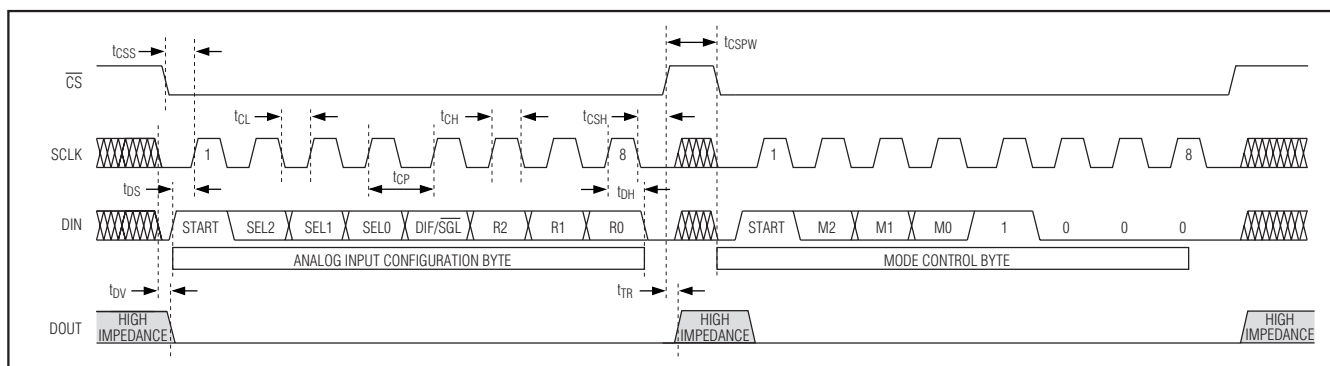 tCSS
tCSPW
CS
tCL
tCH
tCSH
SCLK
1
8
1
8
tCP
tDS
tDH
DIN
START SEL2 SEL1 SEL0 DIF/SGL R2 R1 R0
START M2 M1 M0 1 0 0 0
ANALOG INPUT CONFIGURATION BYTE
MODE CONTROL BYTE
tDV
tTR
DOUT
HIGH
IMPEDANCE
HIGH
IMPEDANCE
HIGH
IMPEDANCE